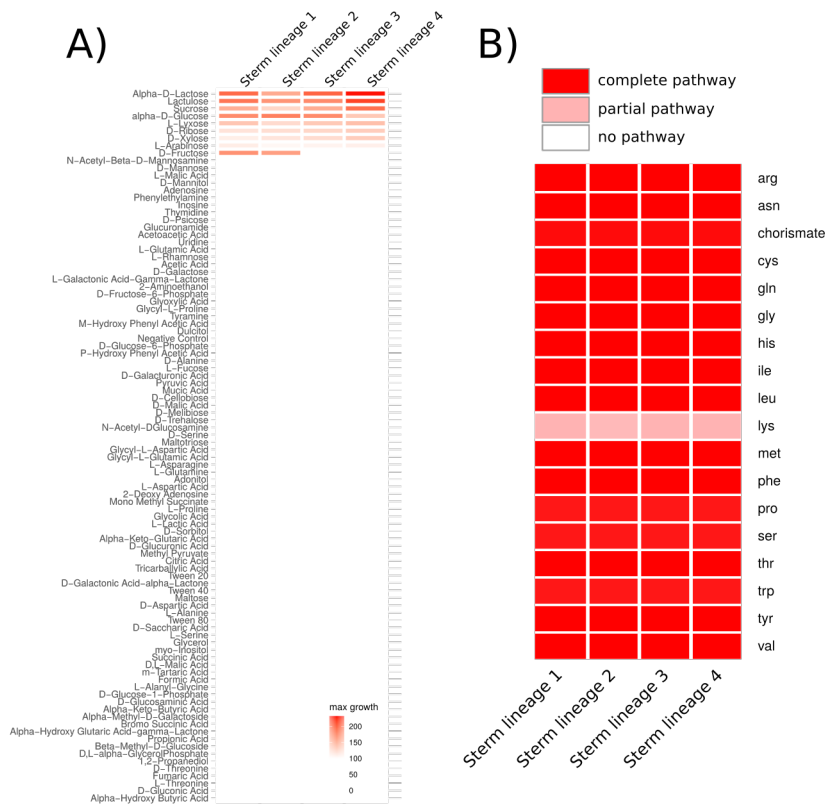 A)
Sterm lineage 1
Sterm lineage 2
Sterm lineage 3
Sterm lineage 4
Alpha−D−Lactose
Lactulose
Sucrose
alpha−D−Glucose
L−Lyxose
D−Ribose
D−Xylose
L−Arabinose
D−Fructose
N−Acetyl−Beta−D−Mannosamine
D−Mannose
L−Malic Acid
D−Mannitol
Adenosine
Phenylethylamine
Inosine
Thymidine
D−Psicose
Glucuronamide
Acetoacetic Acid
Uridine
L−Glutamic Acid
L−Rhamnose
Acetic Acid
D−Galactose
L−Galactonic Acid−Gamma−Lactone
2−Aminoethanol
D−Fructose−6−Phosphate
Glyoxylic Acid
Glycyl−L−Proline
Tyramine
M−Hydroxy Phenyl Acetic Acid
Dulcitol
Negative Control
D−Glucose−6−Phosphate
P−Hydroxy Phenyl Acetic Acid
D−Alanine
L−Fucose
D−Galacturonic Acid
Pyruvic Acid
Mucic Acid
D−Cellobiose
D−Malic Acid
D−Melibiose
D−Trehalose
N−Acetyl−DGlucosamine
D−Serine
Maltotriose
Glycyl−L−Aspartic Acid
Glycyl−L−Glutamic Acid
L−Asparagine
L−Glutamine
Adonitol
L−Aspartic Acid
2−Deoxy Adenosine
Mono Methyl Succinate
L−Proline
Glycolic Acid
L−Lactic Acid
D−Sorbitol
Alpha−Keto−Glutaric Acid
D−Glucuronic Acid
Methyl Pyruvate
Citric Acid
Tricarballylic Acid
Tween 20
D−Galactonic Acid−alpha−Lactone
Tween 40
Maltose
D−Aspartic Acid
L−Alanine
Tween 80
D−Saccharic Acid
L−Serine
Glycerol
myo−Inositol
Succinic Acid
D,L−Malic Acid
m−Tartaric Acid
Formic Acid
L−Alanyl−Glycine
D−Glucose−1−Phosphate
D−Glucosaminic Acid
Alpha−Keto−Butyric Acid
Alpha−Methyl−D−Galactoside
Bromo Succinic Acid
Alpha−Hydroxy Glutaric Acid−gamma−Lactone
Propionic Acid
Beta−Methyl−D−Glucoside
D,L−alpha−GlycerolPhosphate
1,2−Propanediol
D−Threonine
Fumaric Acid
L−Threonine
D−Gluconic Acid
Alpha−Hydroxy Butyric Acid
max growth
200
150
100
50
0
B)
complete pathway
partial pathway
no pathway
arg
asn
chorismate
cys
gln
gly
his
ile
leu
lys
met
phe
pro
ser
thr
trp
tyr
val
Sterm lineage 1
Sterm lineage 2
Sterm lineage 3
Sterm lineage 4